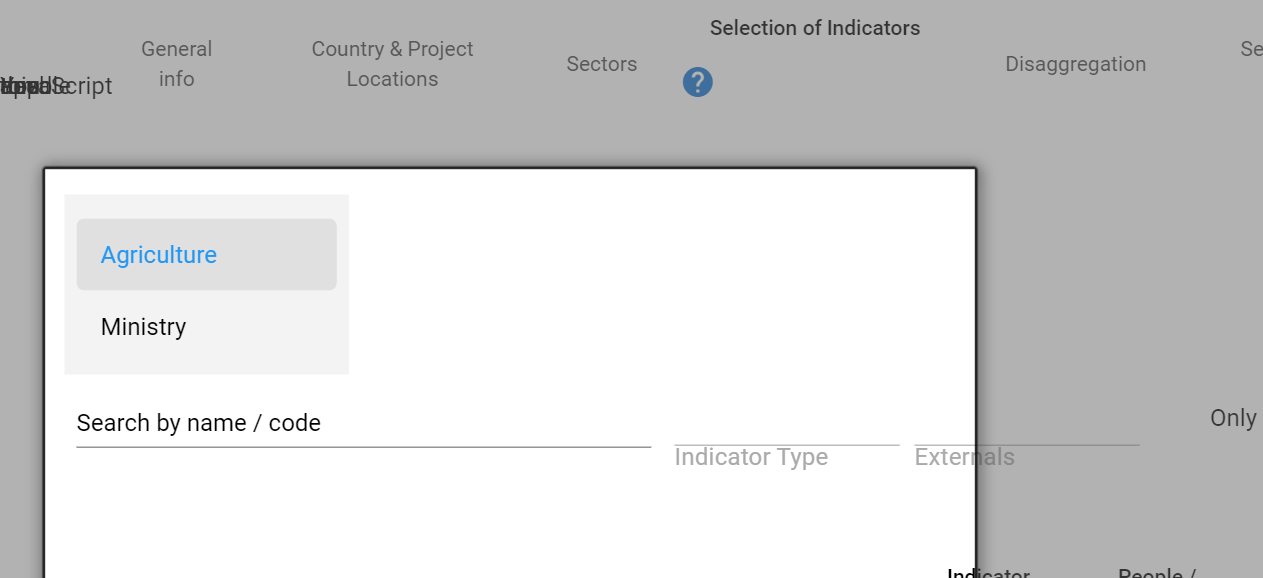 Selection of Indicators
General
info
Country & Project
Locations
Sectors
?
Disaggregation
Se
Script
Agriculture
Ministry
Search by name / code
Only
Indicator Type
Externals
Indicator
People /